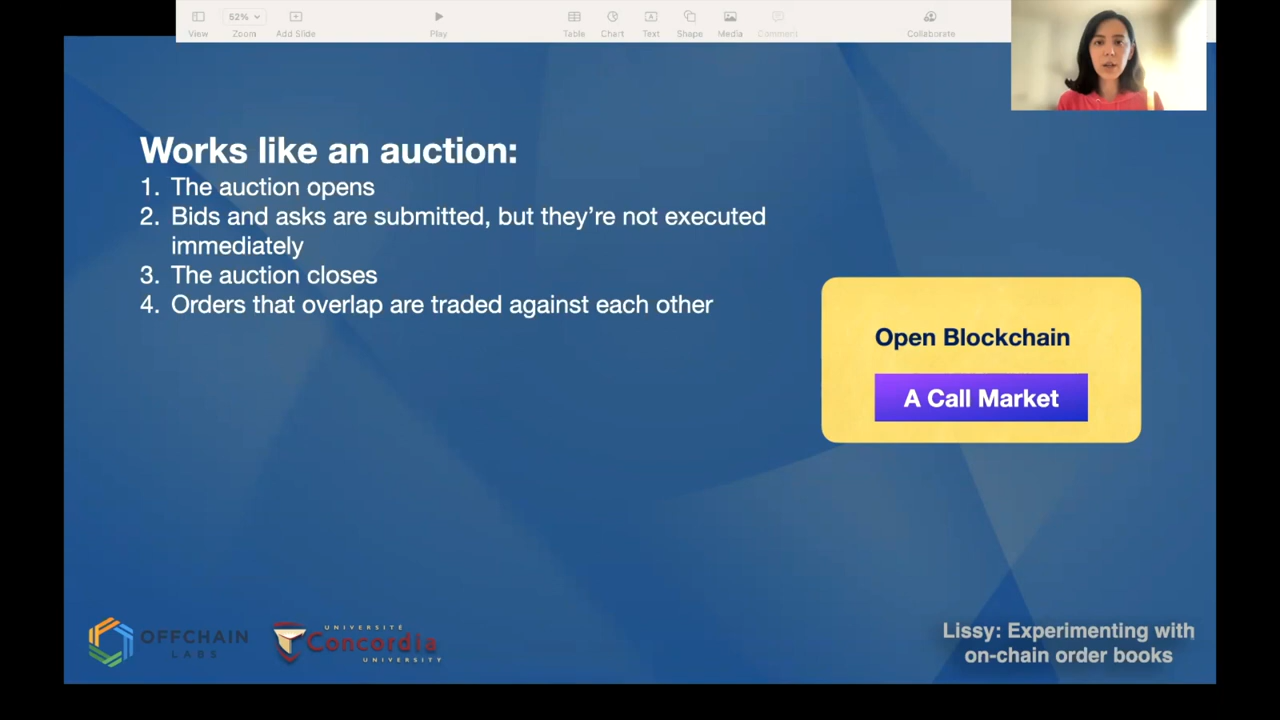 52%
View
Zoom
Add Slide
Play
Table
Chart
Text
Shape
Media
Comment
Collaborate
Works like an auction:
1. The auction opens
2. Bids and asks are submitted, but they're not executed
immediately
3. The auction closes
4. Orders that overlap are traded against each other
Open Blockchain
A Call Market
OFFCHAIN
LABS
UNIVERSITÉ
Concordia
UNIVERSITY
Lissy: Experimenting with
on-chain order books